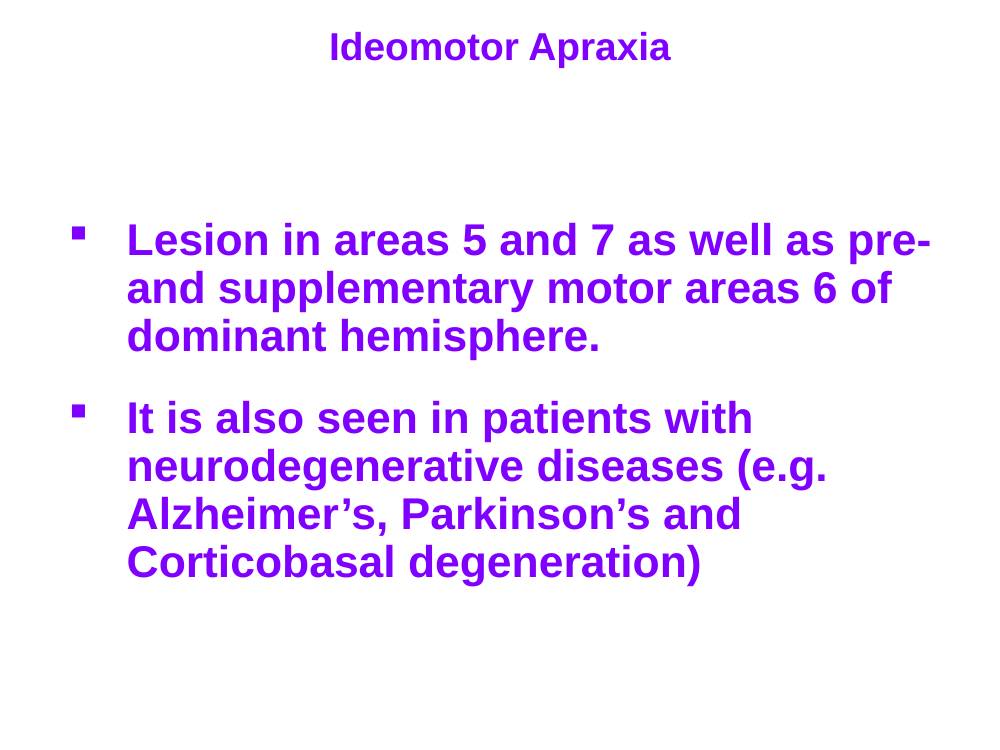 Ideomotor Apraxia
▪ Lesion in areas 5 and 7 as well as pre-
and supplementary motor areas 6 of
dominant hemisphere.
▪ It is also seen in patients with
neurodegenerative diseases (e.g.
Alzheimer’s, Parkinson’s and
Corticobasal degeneration)